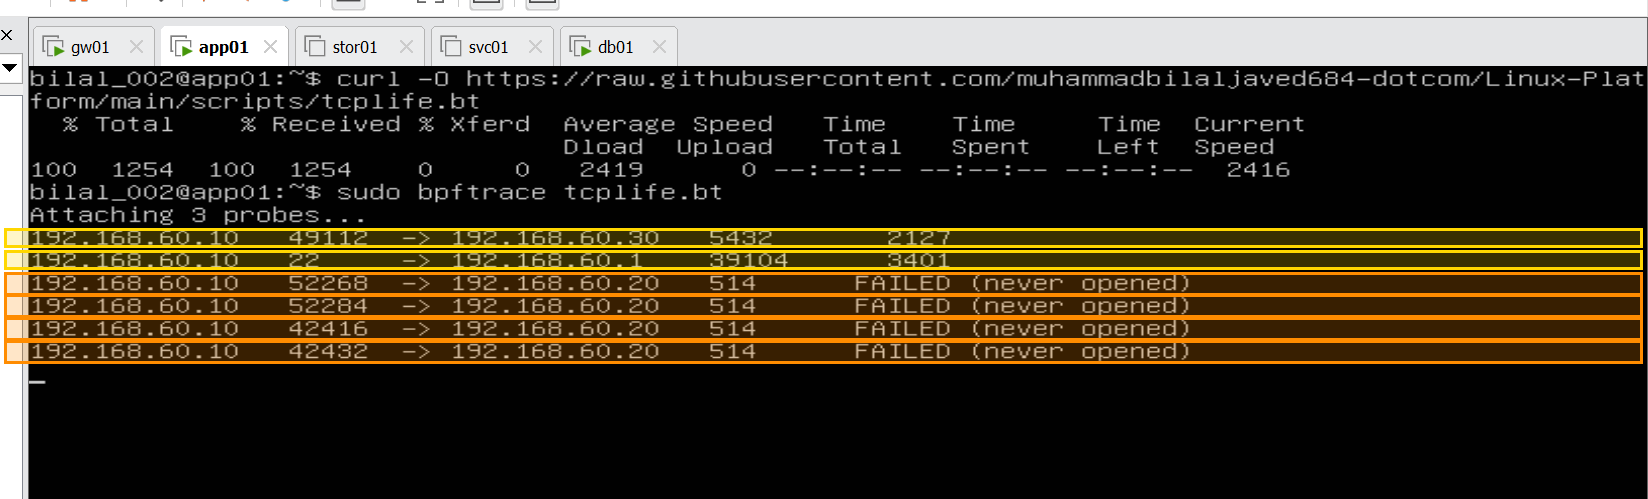 gw01 app01 stor01 svc01 db01
bilal_002@app01:~$ curl -O https://raw.githubusercontent.com/muhammadbilaljaved684-dotcom/Linux-Plat
form/main/scripts/tcplife.bt
% Total % Received % Xferd Average Speed Time Time Time Current
Dload Upload Total Spent Left Speed
100 1254 100 1254 0 0 2419 0 --:--:-- --:--:-- --:--:-- 2416
bilal_002@app01:~$ sudo bpftrace tcplife.bt
Attaching 3 probes...
192.168.60.10 49112 -> 192.168.60.30 5432 2127
192.168.60.10 22 -> 192.168.60.1 39104 3401
192.168.60.10 52268 -> 192.168.60.20 514 FAILED (never opened)
192.168.60.10 52284 -> 192.168.60.20 514 FAILED (never opened)
192.168.60.10 42416 -> 192.168.60.20 514 FAILED (never opened)
192.168.60.10 42432 -> 192.168.60.20 514 FAILED (never opened)